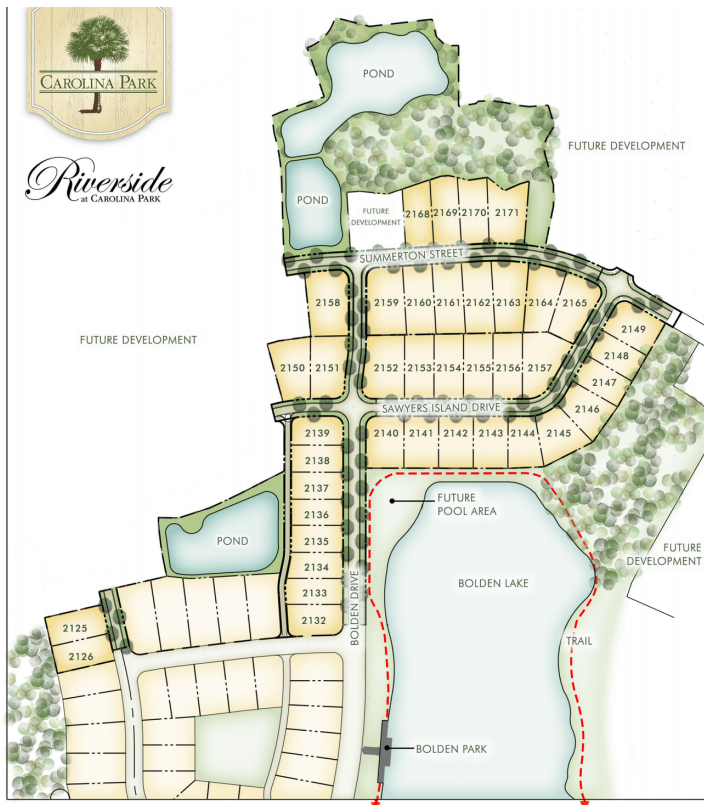 CAROLINA PARK
Riverside
at CAROLINA PARK
POND
FUTURE DEVELOPMENT
POND
FUTURE
DEVELOPMENT
2168 2169 2170 2171
SUMMERTON STREET
2158 2159 2160 2161 2162 2163 2164 2165
2149
FUTURE DEVELOPMENT
2148
2150 2151 2152 2153 2154 2155 2156 2157
2147
2146
SAWYERS ISLAND DRIVE
2139 2140 2141 2142 2143 2144 2145
2138
2137
2136
2135
2134
2133
2132
FUTURE
POOL AREA
POND
FUTURE
DEVELOPMENT
BOLDEN LAKE
BOLDEN DRIVE
TRAIL
2125
2126
BOLDEN PARK